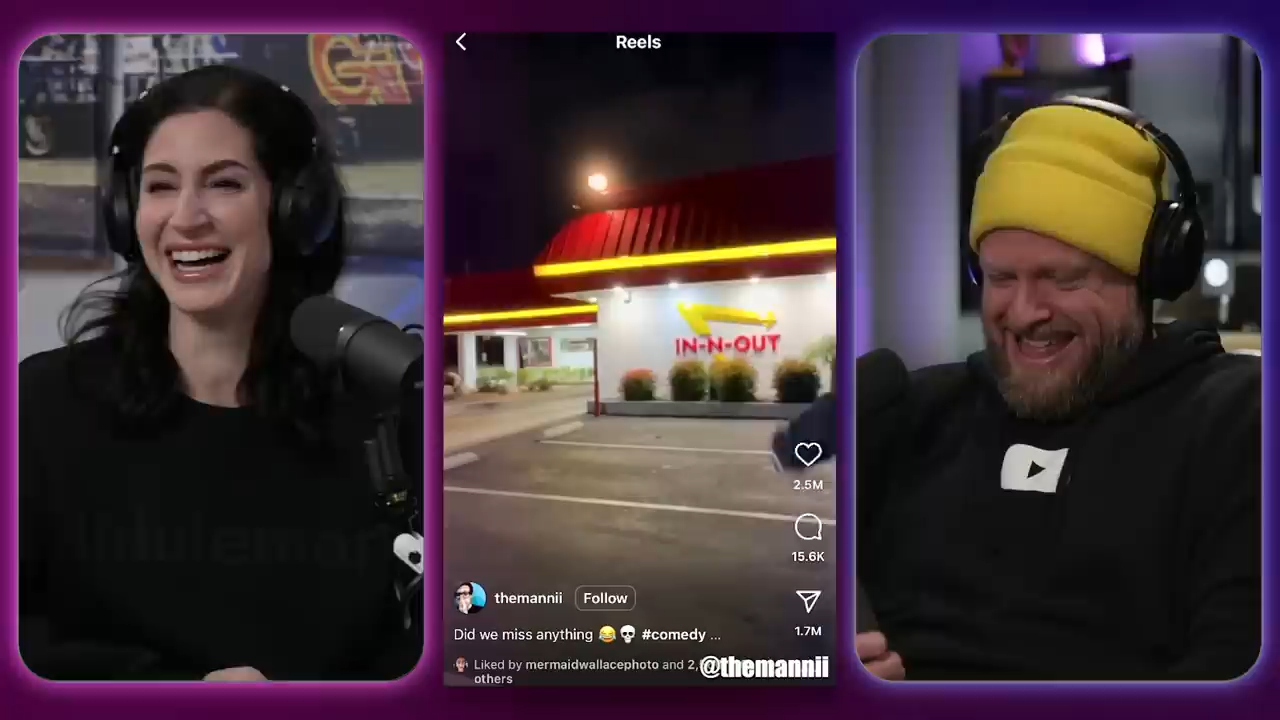 Reels
IN-N-OUT
2.5M
15.6K
themannii
Follow
1.7M
Did we miss anything 😂💀 #comedy ...
Liked by mermaidwallacephoto and 2,
others
@themannii
lululemon